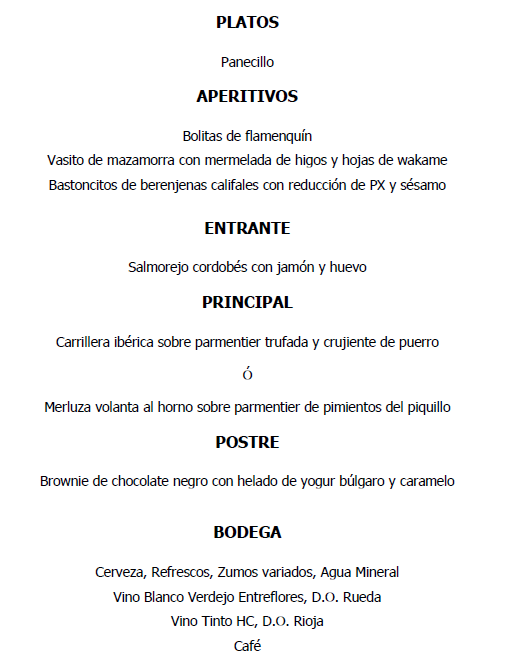 PLATOS
Panecillo
APERITIVOS
Bolitas de flamenquín
Vasito de mazamorra con mermelada de higos y hojas de wakame
Bastoncitos de berenjenas califales con reducción de PX y sésamo
ENTRANTE
Salmorejo cordobés con jamón y huevo
PRINCIPAL
Carrillera ibérica sobre parmentier trufada y crujiente de puerro
Ó
Merluza volanta al horno sobre parmentier de pimientos del piquillo
POSTRE
Brownie de chocolate negro con helado de yogur búlgaro y caramelo
BODEGA
Cerveza, Refrescos, Zumos variados, Agua Mineral
Vino Blanco Verdejo Entreflores, D.O. Rueda
Vino Tinto HC, D.O. Rioja
Café